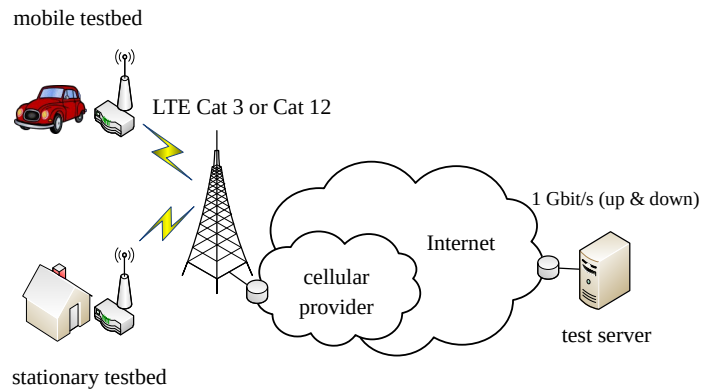 mobile testbed
LTE Cat 3 or Cat 12
1 Gbit/s (up & down)
Internet
cellular
provider
test server
stationary testbed